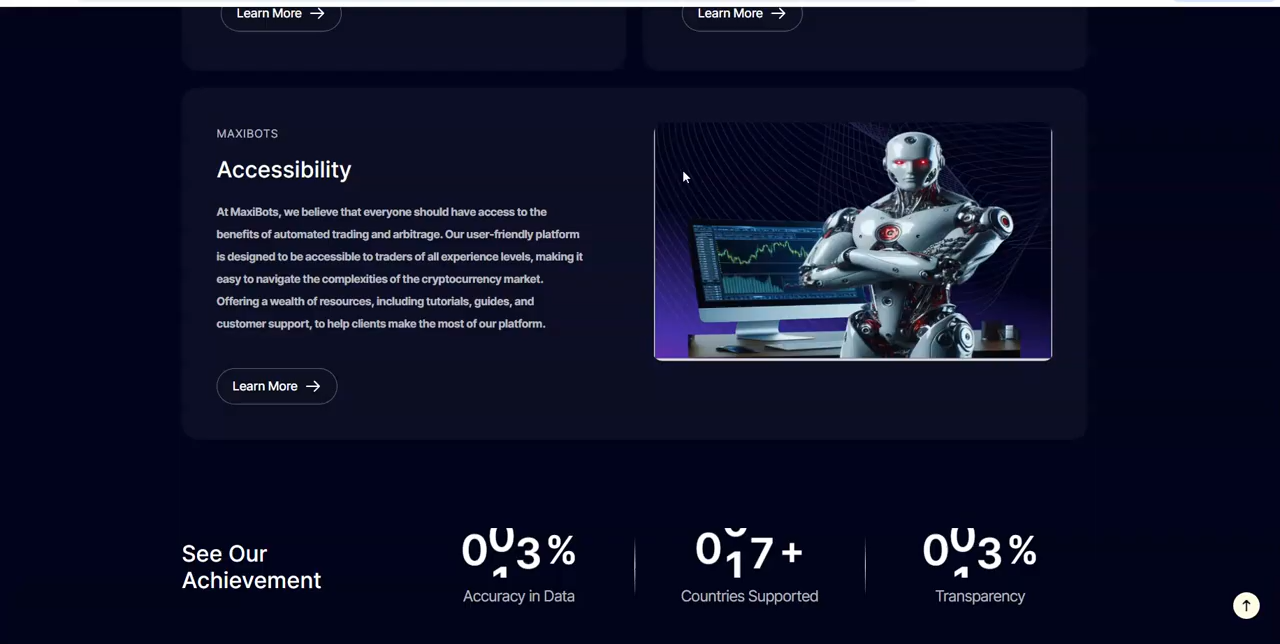 Learn More
Learn More
MAXIBOTS
Accessibility
At MaxiBots, we believe that everyone should have access to the
benefits of automated trading and arbitrage. Our user-friendly platform
is designed to be accessible to traders of all experience levels, making it
easy to navigate the complexities of the cryptocurrency market.
Offering a wealth of resources, including tutorials, guides, and
customer support, to help clients make the most of our platform.
Learn More
See Our
Achievement
Accuracy in Data
Countries Supported
Transparency